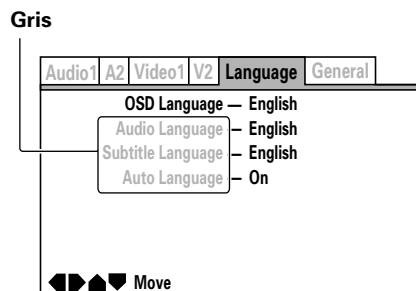 Gris
Audio1 A2 Video1 V2 Language General
OSD Language — English
Audio Language – English
Subtitle Language – English
Auto Language – On
Move